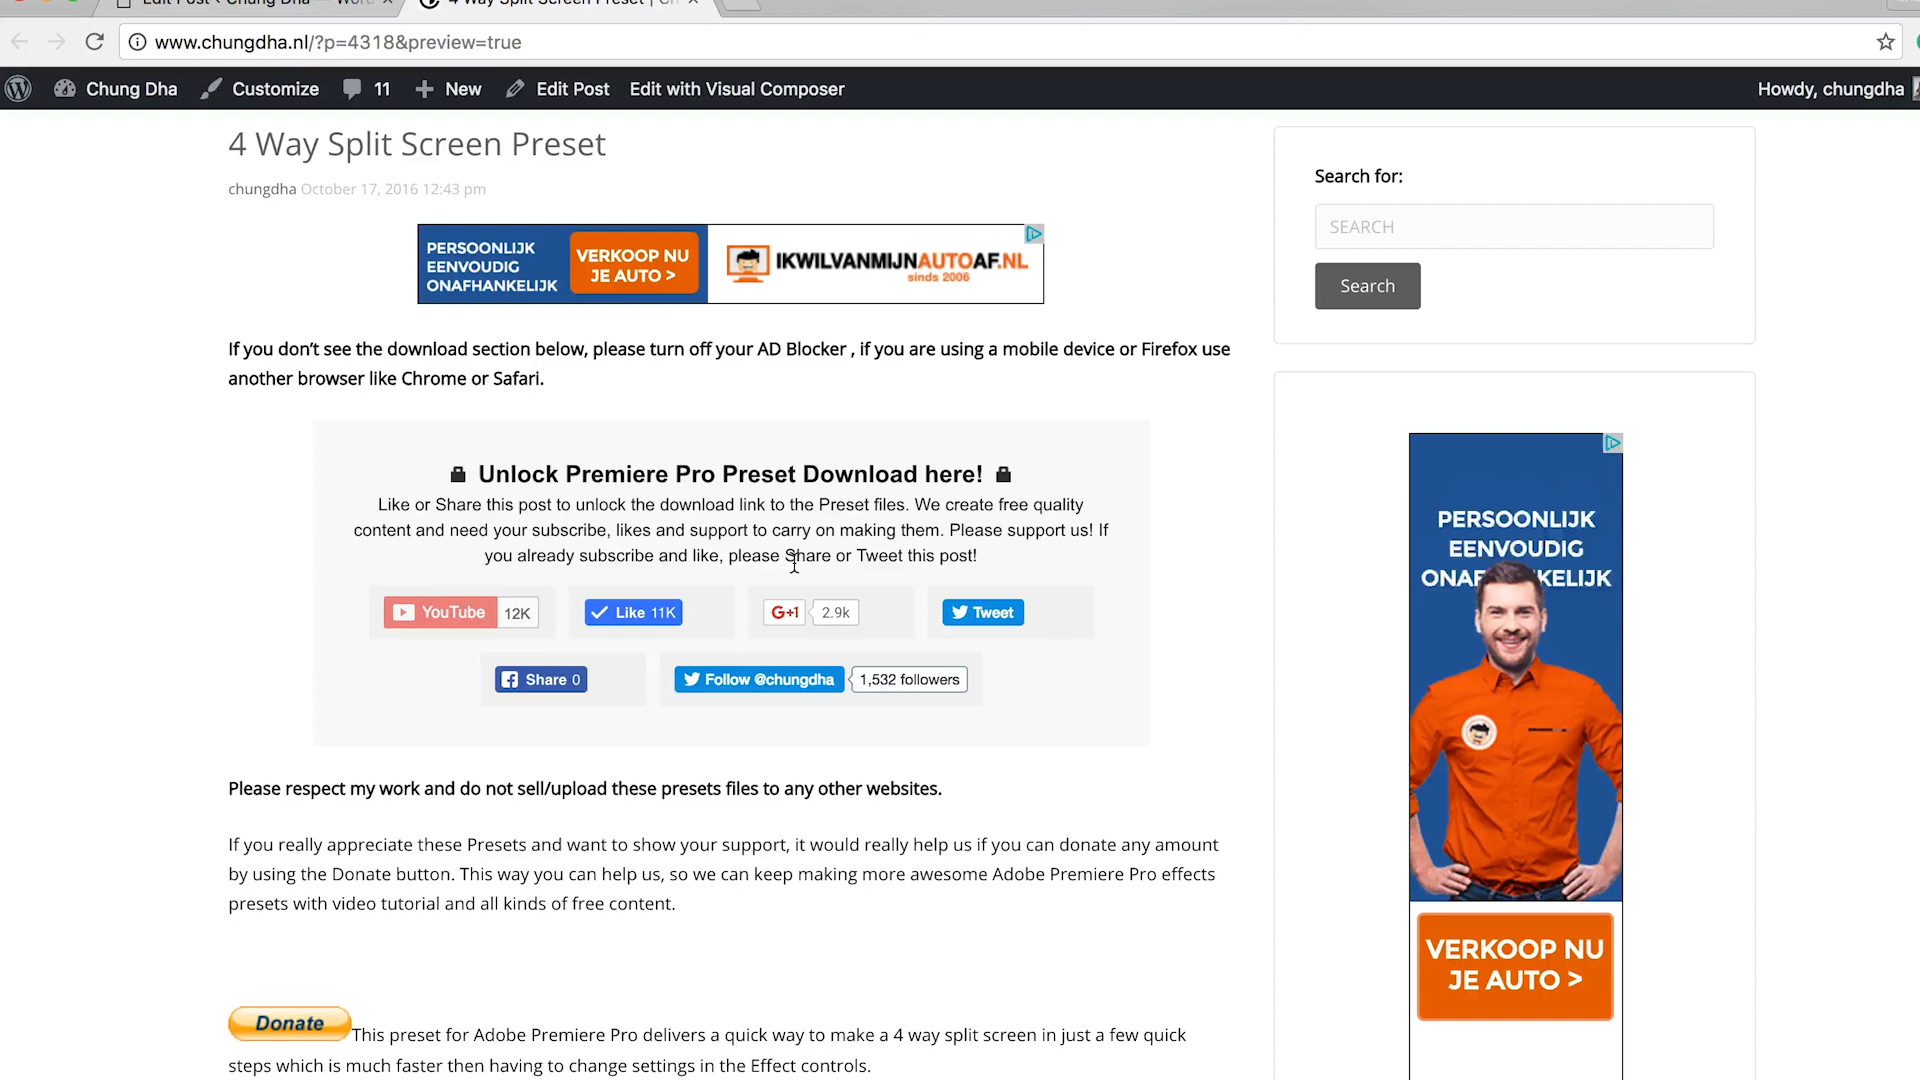 Edit Post ‹ Chung Dha — Word
4 Way Split Screen Preset | Ch
www.chungdha.nl/?p=4318&preview=true
Chung Dha
Customize
11
New
Edit Post
Edit with Visual Composer
Howdy, chungdha
4 Way Split Screen Preset
chungdha October 17, 2016 12:43 pm
PERSOONLIJK
EENVOUDIG
ONAFHANKELIJK
VERKOOP NU
JE AUTO >
IKWILVANMIJNAUTOAF.NL
sinds 2006
If you don’t see the download section below, please turn off your AD Blocker , if you are using a mobile device or Firefox use
another browser like Chrome or Safari.
Unlock Premiere Pro Preset Download here!
Like or Share this post to unlock the download link to the Preset files. We create free quality
content and need your subscribe, likes and support to carry on making them. Please support us! If
you already subscribe and like, please Share or Tweet this post!
YouTube 12K
Like 11K
G+1 2.9k
Tweet
Share 0
Follow @chungdha 1,532 followers
Please respect my work and do not sell/upload these presets files to any other websites.
If you really appreciate these Presets and want to show your support, it would really help us if you can donate any amount
by using the Donate button. This way you can help us, so we can keep making more awesome Adobe Premiere Pro effects
presets with video tutorial and all kinds of free content.
Donate This preset for Adobe Premiere Pro delivers a quick way to make a 4 way split screen in just a few quick
steps which is much faster then having to change settings in the Effect controls.
Search for:
SEARCH
Search
PERSOONLIJK
EENVOUDIG
ONAF KELIJK
VERKOOP NU
JE AUTO >